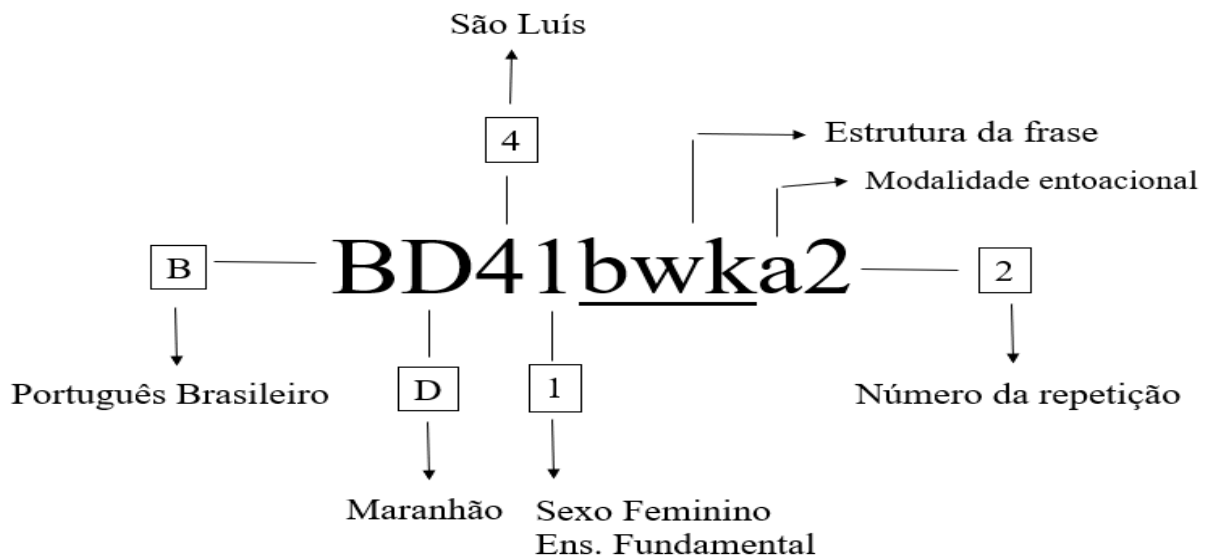 São Luís
4
Estrutura da frase
Modalidade entoacional
B
BD41bwka2
2
Português Brasileiro
D
1
Número da repetição
Maranhão
Sexo Feminino
Ens. Fundamental